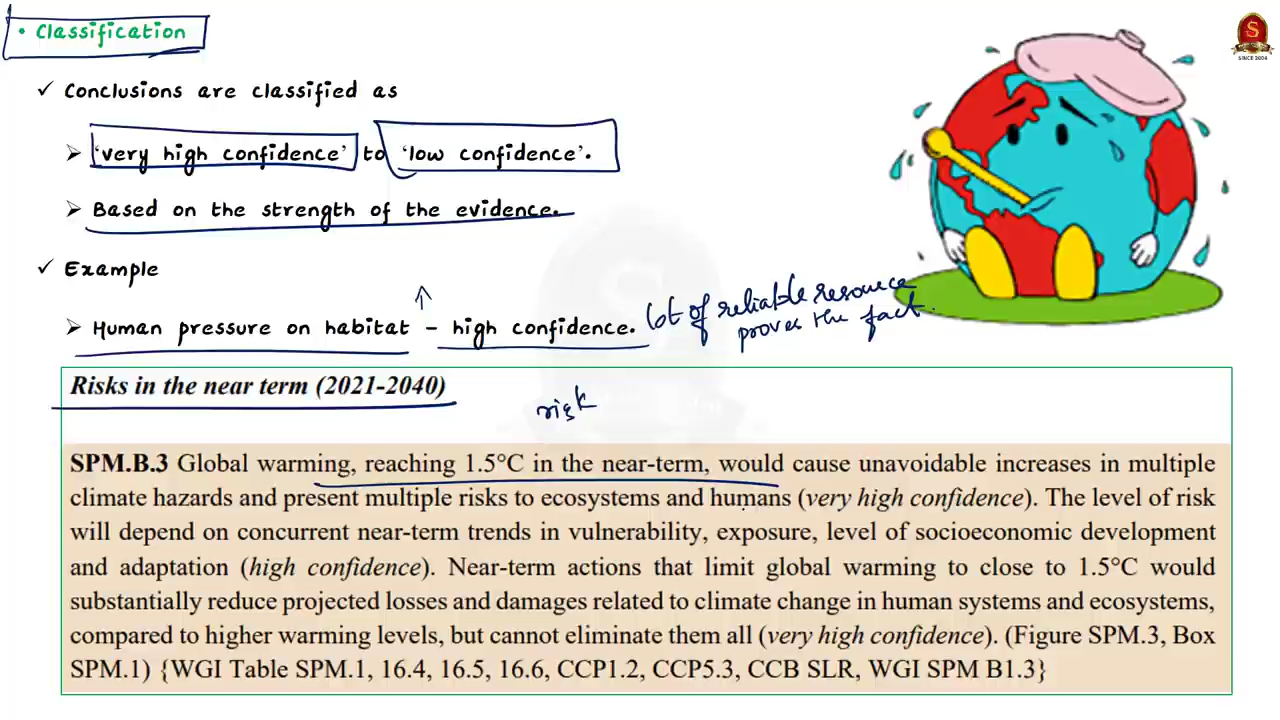 • Classification
SINCE 2004
✓ Conclusions are classified as
➢ 'very high confidence' to 'low confidence'.
➢ Based on the strength of the evidence.
✓ Example
➢ Human pressure on habitat ↑ – high confidence. lot of reliable resource
proves the fact.
Risks in the near term (2021-2040)
risk
SPM.B.3 Global warming, reaching 1.5°C in the near-term, would cause unavoidable increases in multiple
climate hazards and present multiple risks to ecosystems and humans (very high confidence). The level of risk
will depend on concurrent near-term trends in vulnerability, exposure, level of socioeconomic development
and adaptation (high confidence). Near-term actions that limit global warming to close to 1.5°C would
substantially reduce projected losses and damages related to climate change in human systems and ecosystems,
compared to higher warming levels, but cannot eliminate them all (very high confidence). (Figure SPM.3, Box
SPM.1) {WGI Table SPM.1, 16.4, 16.5, 16.6, CCP1.2, CCP5.3, CCB SLR, WGI SPM B1.3}